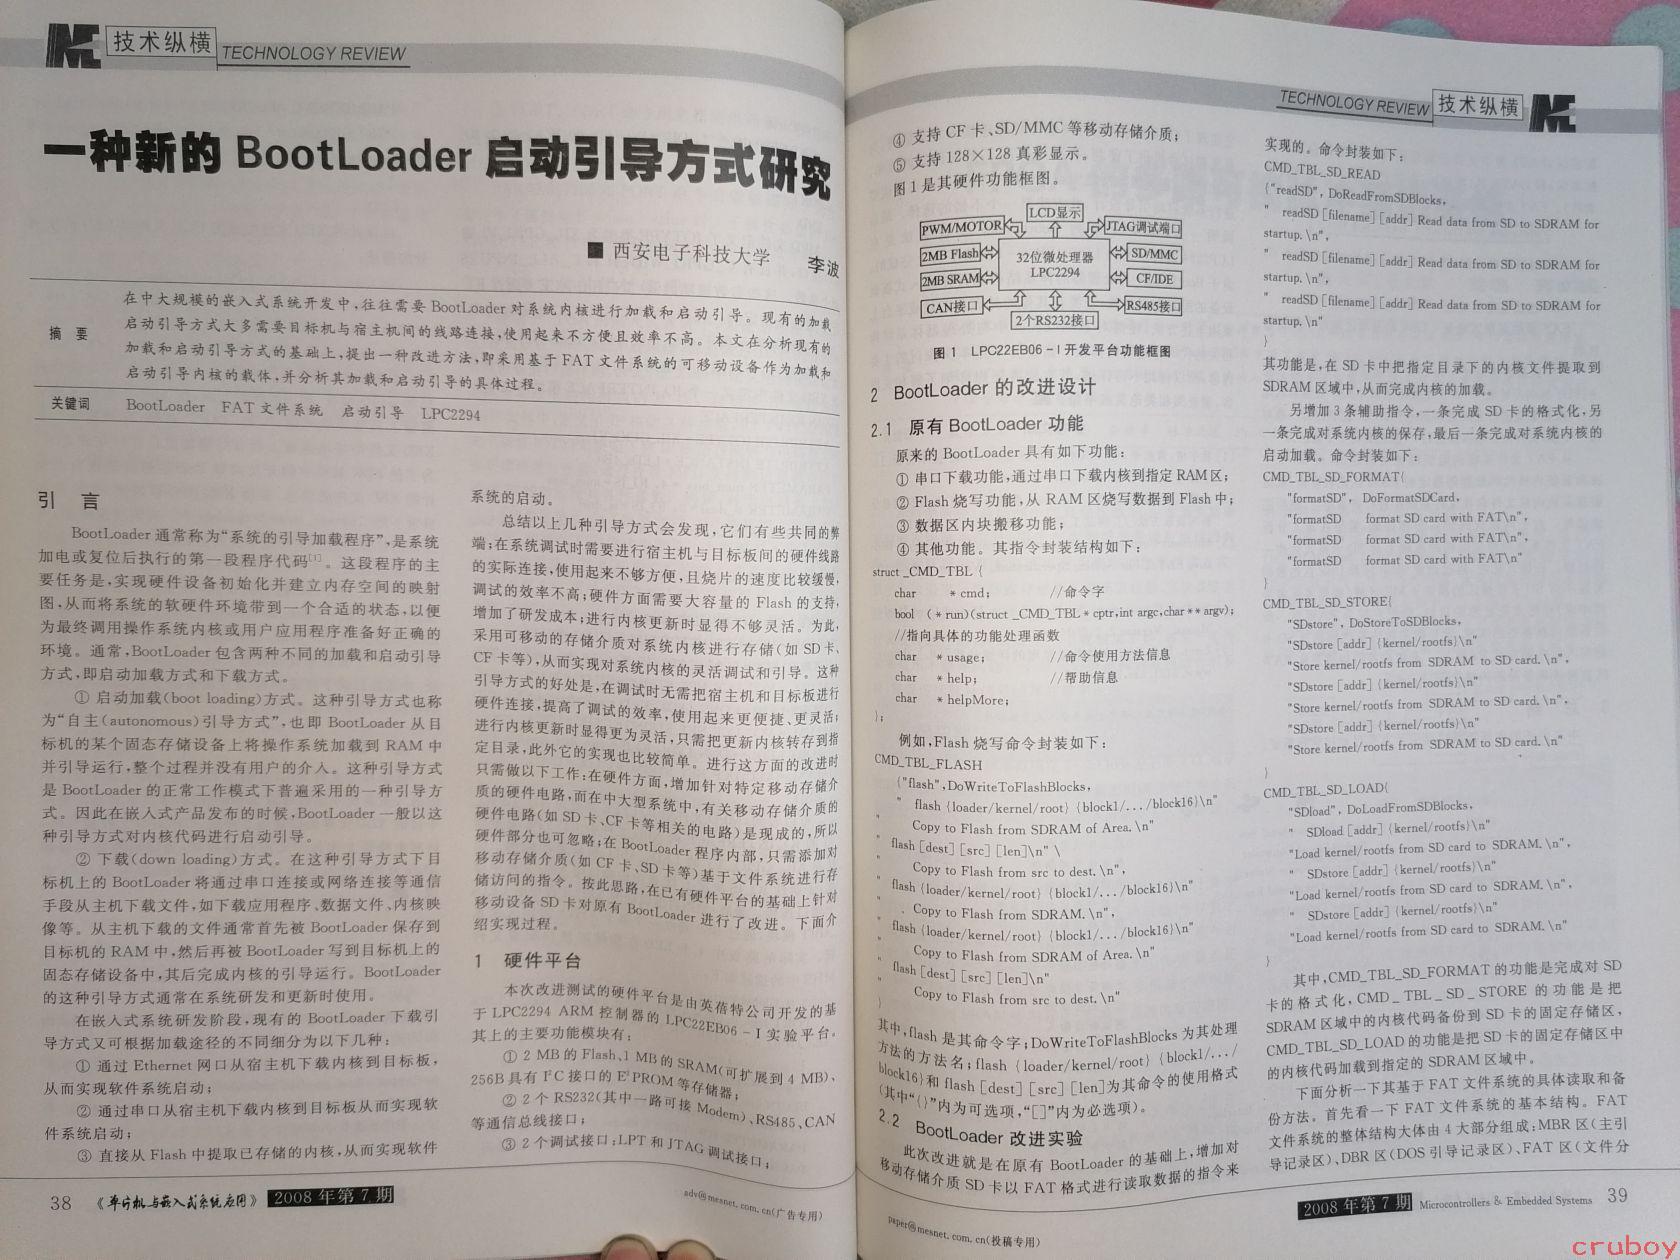 技术纵横
TECHNOLOGY REVIEW
一种新的 BootLoader 启动引导方式研究
■ 西安电子科技大学 李波
摘 要
在中大规模的嵌入式系统开发中,往往需要 BootLoader 对系统内核进行加载和启动引导。现有的加载
启动引导方式大多需要目标机与宿主机间的线路连接,使用起来不方便且效率不高。本文在分析现有的
加载和启动引导方式的基础上,提出一种改进方法,即采用基于 FAT 文件系统的可移动设备作为加载和
启动引导内核的载体,并分析其加载和启动引导的具体过程。
关键词 BootLoader FAT 文件系统 启动引导 LPC2294
引 言
BootLoader 通常称为“系统的引导加载程序”,是系统
加电或复位后执行的第一段程序代码[1]。这段程序的主
要任务是,实现硬件设备初始化并建立内存空间的映射
图,从而将系统的软硬件环境带到一个合适的状态,以便
为最终调用操作系统内核或用户应用程序准备好正确的
环境。通常,BootLoader 包含两种不同的加载和启动引导
方式,即启动加载方式和下载方式。
① 启动加载(boot loading)方式。这种引导方式也称
为“自主(autonomous)引导方式”,也即 BootLoader 从目
标机的某个固态存储设备上将操作系统加载到 RAM 中
并引导运行,整个过程并没有用户的介入。这种引导方式
是 BootLoader 的正常工作模式下普遍采用的一种引导方
式。因此在嵌入式产品发布的时候,BootLoader 一般以这
种引导方式对内核代码进行启动引导。
② 下载(down loading)方式。在这种引导方式下目
标机上的 BootLoader 将通过串口连接或网络连接等通信
手段从主机下载文件,如下载应用程序、数据文件、内核映
像等。从主机下载的文件通常首先被 BootLoader 保存到
目标机的 RAM 中,然后再被 BootLoader 写到目标机上的
固态存储设备中,其后完成内核的引导运行。BootLoader
的这种引导方式通常在系统研发和更新时使用。
在嵌入式系统研发阶段,现有的 BootLoader 下载引
导方式又可根据加载途径的不同细分为以下几种:
① 通过 Ethernet 网口从宿主机下载内核到目标板,
从而实现软件系统启动;
② 通过串口从宿主机下载内核到目标板从而实现软
件系统启动;
③ 直接从 Flash 中提取已存储的内核,从而实现软件
系统的启动。
总结以上几种引导方式会发现,它们有些共同的弊
端:在系统调试时需要进行宿主机与目标板间的硬件线路
的实际连接,使用起来不够方便,且烧片的速度比较缓慢,
调试的效率不高;硬件方面需要大容量的 Flash 的支持,
增加了研发成本;进行内核更新时显得不够灵活。为此,
采用可移动的存储介质对系统内核进行存储(如 SD 卡、
CF 卡等),从而实现对系统内核的灵活调试和引导。这种
引导方式的好处是,在调试时无需把宿主机和目标板进行
硬件连接,提高了调试的效率,使用起来更便捷、更灵活;
进行内核更新时显得更为灵活,只需把更新内核转存到指
定目录,此外它的实现也比较简单。进行这方面的改进时
只需做以下工作:在硬件方面,增加针对特定移动存储介
质的硬件电路,而在中大型系统中,有关移动存储介质的
硬件电路(如 SD 卡、CF 卡等相关的电路)是现成的,所以
硬件部分也可忽略;在 BootLoader 程序内部,只需添加对
移动存储介质(如 CF 卡、SD 卡等)基于文件系统进行存
储访问的指令。按此思路,在已有硬件平台的基础上针对
移动设备 SD 卡对原有 BootLoader 进行了改进。下面介
绍实现过程。
1 硬件平台
本次改进测试的硬件平台是由英蓓特公司开发的基
于 LPC2294 ARM 控制器的 LPC22EB06－I 实验平台。
其上的主要功能模块有:
① 2 MB 的 Flash、1 MB 的 SRAM(可扩展到 4 MB)、
256B 具有 I²C 接口的 E²PROM 等存储器;
② 2 个 RS232(其中一路可接 Modem)、RS485、CAN
等通信总线接口;
③ 2 个调试接口:LPT 和 JTAG 调试接口;
38 《单片机与嵌入式系统应用》 2008 年第 7 期
adv@mesnet.com.cn(广告专用)
TECHNOLOGY REVIEW 技术纵横
④ 支持 CF 卡、SD/MMC 等移动存储介质;
⑤ 支持 128×128 真彩显示。
图 1 是其硬件功能框图。
LCD显示
PWM/MOTOR
JTAG调试端口
2MB Flash
32位微处理器
LPC2294
SD/MMC
2MB SRAM
CF/IDE
CAN接口
RS485接口
2个RS232接口
图 1 LPC22EB06－I 开发平台功能框图
2 BootLoader 的改进设计
2.1 原有 BootLoader 功能
原来的 BootLoader 具有如下功能:
① 串口下载功能,通过串口下载内核到指定 RAM 区;
② Flash 烧写功能,从 RAM 区烧写数据到 Flash 中;
③ 数据区内块搬移功能;
④ 其他功能。其指令封装结构如下:
struct _CMD_TBL {
char * cmd; //命令字
bool (* run)(struct _CMD_TBL * cptr,int argc,char ** argv);
//指向具体的功能处理函数
char * usage; //命令使用方法信息
char * help; //帮助信息
char * helpMore;
};
例如,Flash 烧写命令封装如下:
CMD_TBL_FLASH
{"flash",DoWriteToFlashBlocks,
" flash {loader/kernel/root} {block1/.../block16}\n"
" Copy to Flash from SDRAM of Area.\n"
" flash [dest] [src] [len]\n" \
" Copy to Flash from src to dest.\n",
" flash {loader/kernel/root} {block1/.../block16}\n"
" Copy to Flash from SDRAM.\n",
" flash {loader/kernel/root} {block1/.../block16}\n"
" Copy to Flash from SDRAM of Area.\n"
" flash [dest] [src] [len]\n"
" Copy to Flash from src to dest.\n"
}
其中,flash 是其命令字;DoWriteToFlashBlocks 为其处理
方法的方法名;flash {loader/kernel/root} {block1/.../
block16}和 flash [dest] [src] [len]为其命令的使用格式
(其中“{}”内为可选项,“[]”内为必选项)。
2.2 BootLoader 改进实验
此次改进就是在原有 BootLoader 的基础上,增加对
移动存储介质 SD 卡以 FAT 格式进行读取数据的指令来
实现的。命令封装如下:
CMD_TBL_SD_READ
{"readSD", DoReadFromSDBlocks,
" readSD [filename] [addr] Read data from SD to SDRAM for
startup.\n",
" readSD [filename] [addr] Read data from SD to SDRAM for
startup.\n",
" readSD [filename] [addr] Read data from SD to SDRAM for
startup.\n"
}
其功能是,在 SD 卡中把指定目录下的内核文件提取到
SDRAM 区域中,从而完成内核的加载。
另增加 3 条辅助指令,一条完成 SD 卡的格式化,另
一条完成对系统内核的保存,最后一条完成对系统内核的
启动加载。命令封装如下:
CMD_TBL_SD_FORMAT{
"formatSD", DoFormatSDCard,
"formatSD format SD card with FAT\n",
"formatSD format SD card with FAT\n",
"formatSD format SD card with FAT\n"
}
CMD_TBL_SD_STORE{
"SDstore", DoStoreToSDBlocks,
"SDstore [addr] {kernel/rootfs}\n"
"Store kernel/rootfs from SDRAM to SD card.\n",
"SDstore [addr] {kernel/rootfs}\n"
"Store kernel/rootfs from SDRAM to SD card.\n",
"SDstore [addr] {kernel/rootfs}\n"
"Store kernel/rootfs from SDRAM to SD card.\n"
}
CMD_TBL_SD_LOAD{
"SDload", DoLoadFromSDBlocks,
" SDload [addr] {kernel/rootfs}\n"
"Load kernel/rootfs from SD card to SDRAM.\n",
" SDstore [addr] {kernel/rootfs}\n"
"Load kernel/rootfs from SD card to SDRAM.\n",
" SDstore [addr] {kernel/rootfs}\n"
"Load kernel/rootfs from SD card to SDRAM.\n"
}
其中,CMD_TBL_SD_FORMAT 的功能是完成对 SD
卡的格式化,CMD_TBL_SD_STORE 的功能是把
SDRAM 区域中的内核代码备份到 SD 卡的固定存储区,
CMD_TBL_SD_LOAD 的功能是把 SD 卡的固定存储区中
的内核代码加载到指定的 SDRAM 区域中。
下面分析一下其基于 FAT 文件系统的具体读取和备
份方法。首先看一下 FAT 文件系统的基本结构。FAT
文件系统的整体结构大体由 4 大部分组成:MBR 区(主引
导记录区)、DBR 区(DOS 引导记录区)、FAT 区(文件分
paper@mesnet.com.cn(投稿专用)
2008 年第 7 期 Microcontrollers & Embedded Systems 39
cruboy